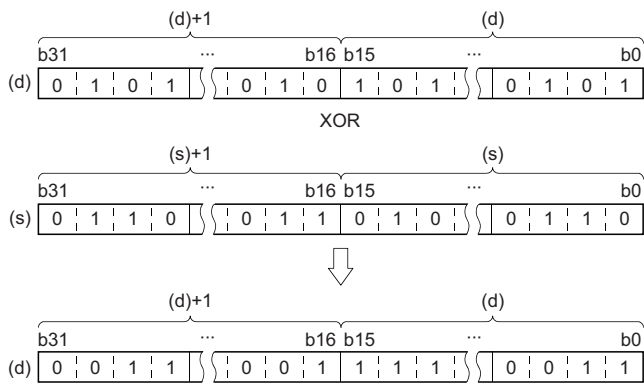 (d)+1 (d)
b31 ... b16 b15 ... b0
(d) 0 1 0 1 0 1 0 1 0 1 0 1 0 1
XOR
(s)+1 (s)
b31 ... b16 b15 ... b0
(s) 0 1 1 0 0 1 1 0 1 0 0 1 1 0
(d)+1 (d)
b31 ... b16 b15 ... b0
(d) 0 0 1 1 0 0 1 1 1 1 0 0 1 1